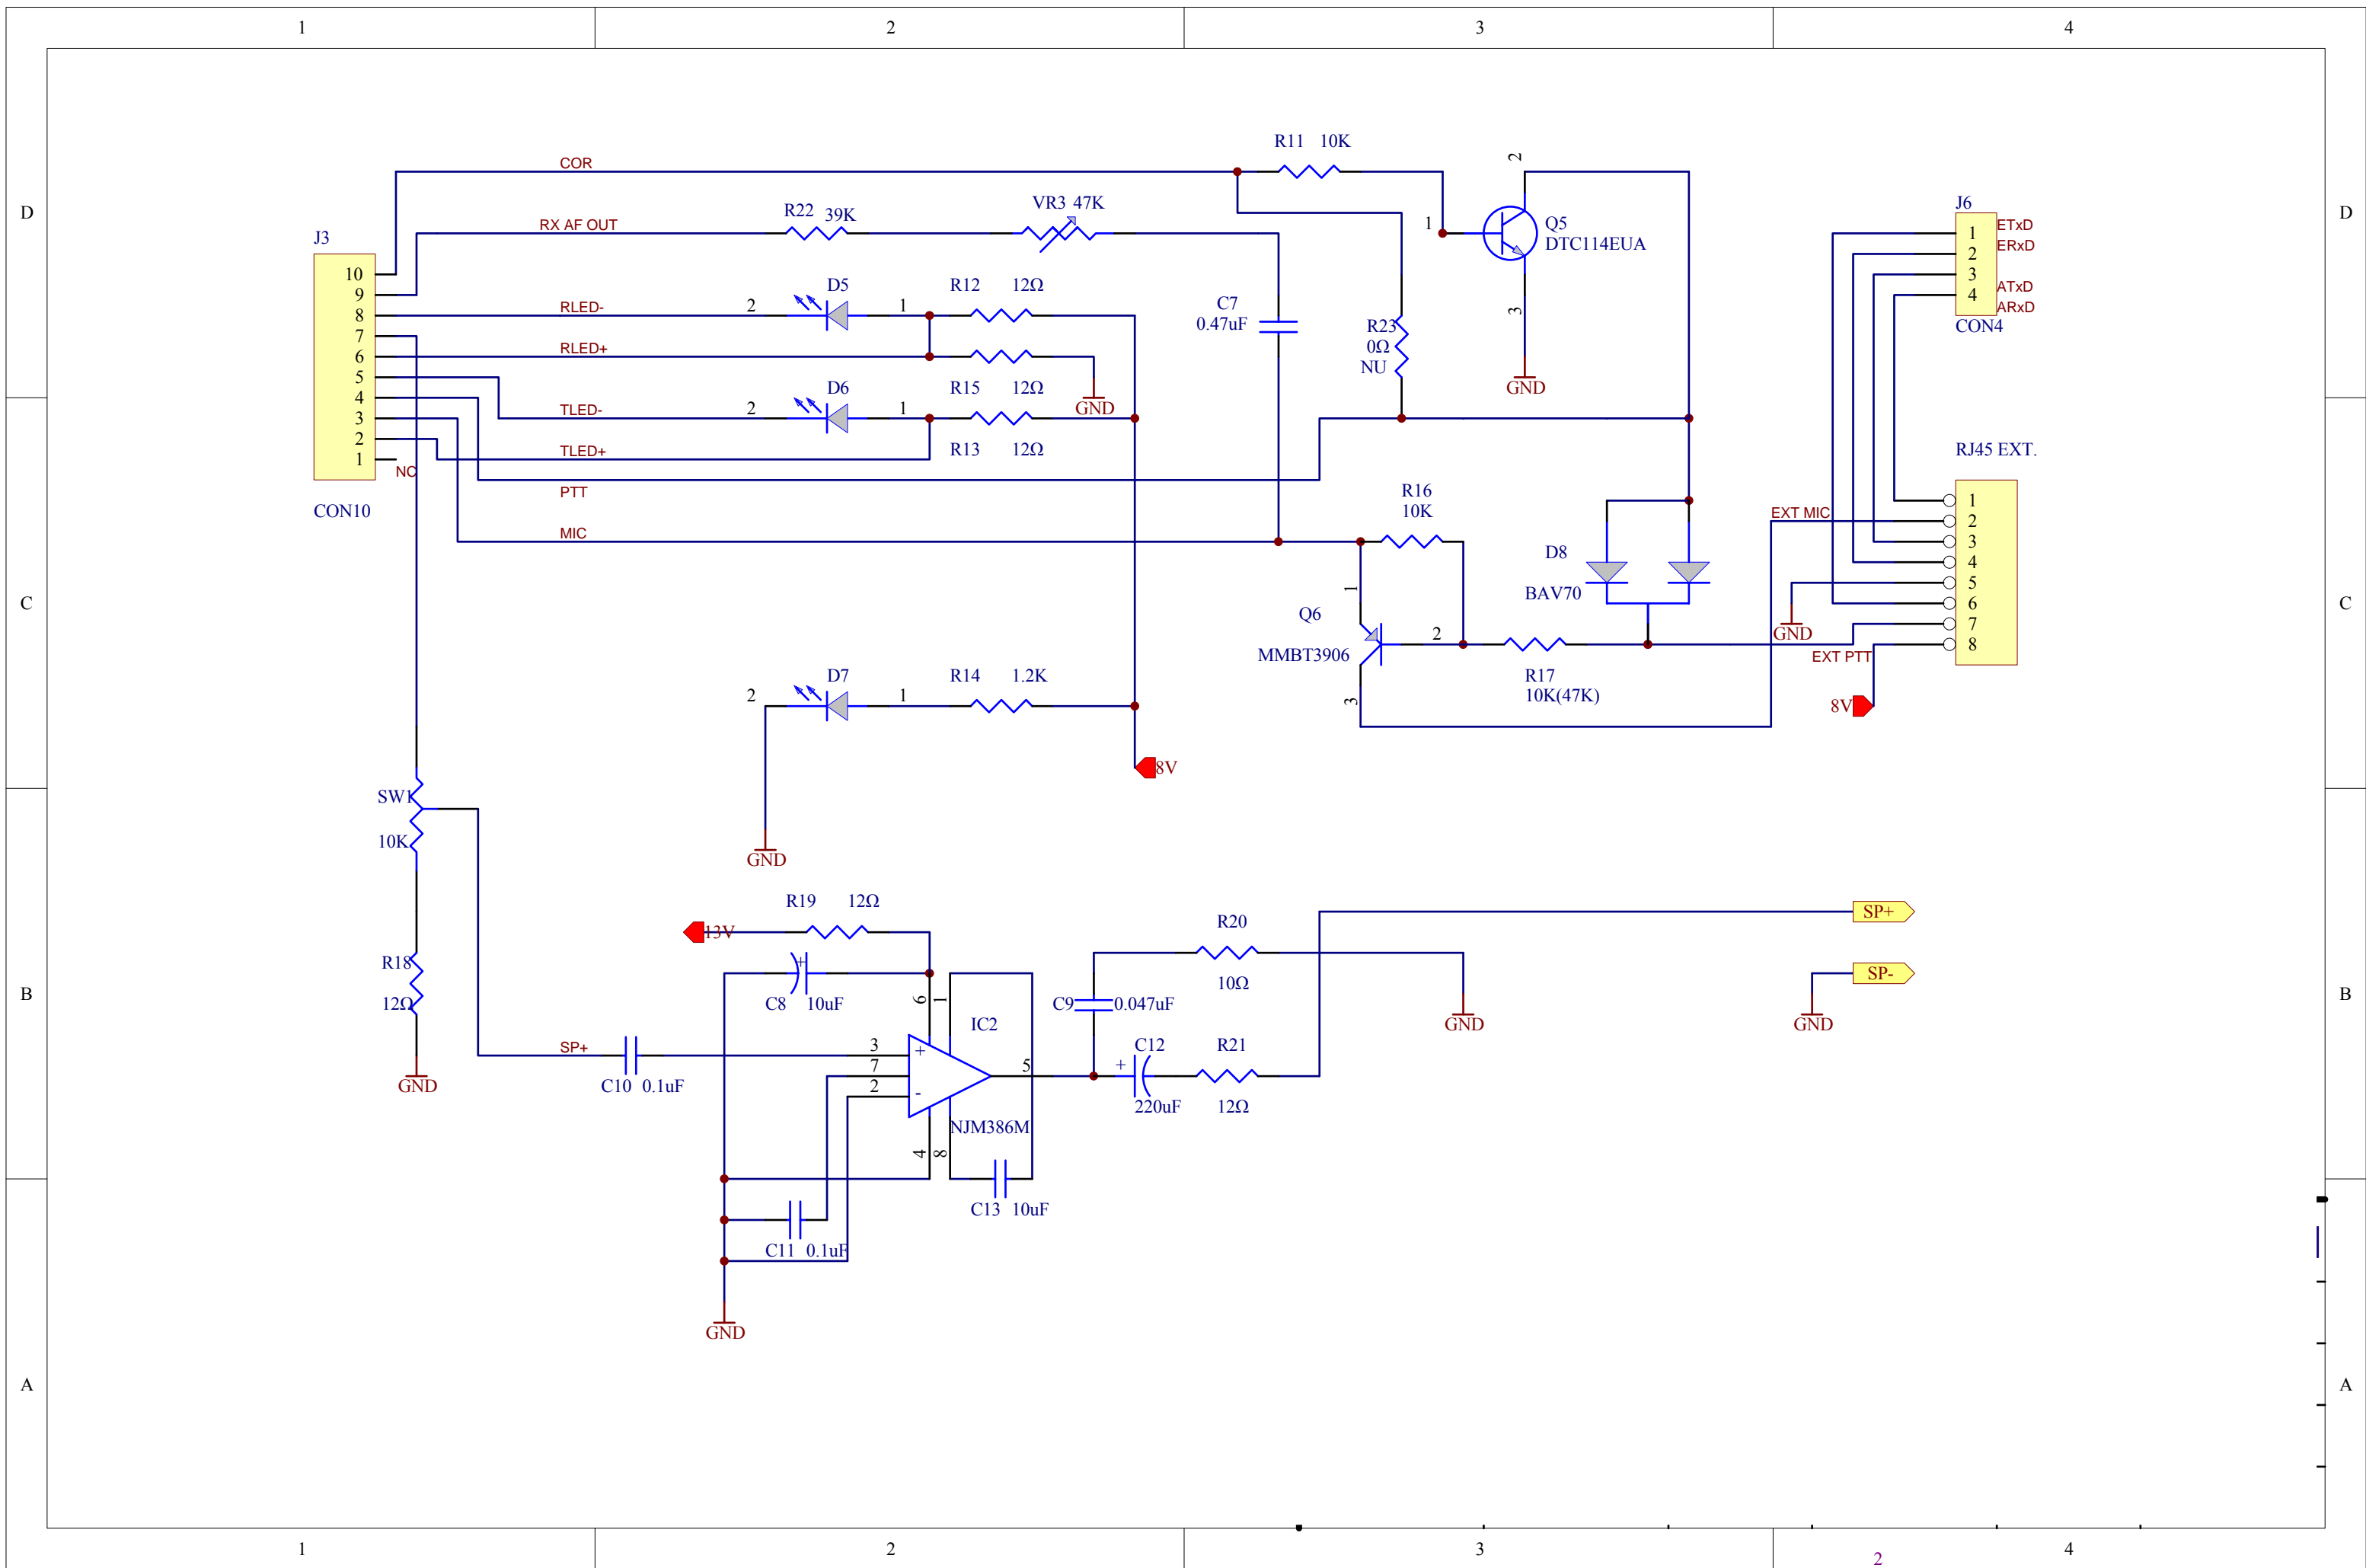 1 2 3 4
D D
C C
B B
A A
COR
R11 10K
2
1
Q5
DTC114EUA
3
GND
RX AF OUT
R22 39K
VR3 47K
J3
10
9
8
7
6
5
4
3
2
1
NC
CON10
RLED-
2
D5
1
R12 12Ω
RLED+
R15 12Ω
GND
TLED-
2
D6
1
R13 12Ω
TLED+
PTT
MIC
C7
0.47uF
R23
0Ω
NU
R16
10K
Q6
MMBT3906
1
2
3
D8
BAV70
R17
10K(47K)
J6
1
2
3
4
ETxD
ERxD
ATxD
ARxD
CON4
RJ45 EXT.
1
2
3
4
5
6
7
8
EXT MIC
GND
EXT PTT
8V
2
D7
1
R14 1.2K
8V
GND
SW1
10K
R18
12Ω
GND
R19 12Ω
13V
+
C8 10uF
6
1
IC2
SP+
C10 0.1uF
3
7
2
+
-
5
NJM386M
4
8
C13 10uF
C11 0.1uF
GND
C9 0.047uF
R20
10Ω
GND
+
C12
220uF
R21
12Ω
SP+
SP-
GND
1 2 3 4
2